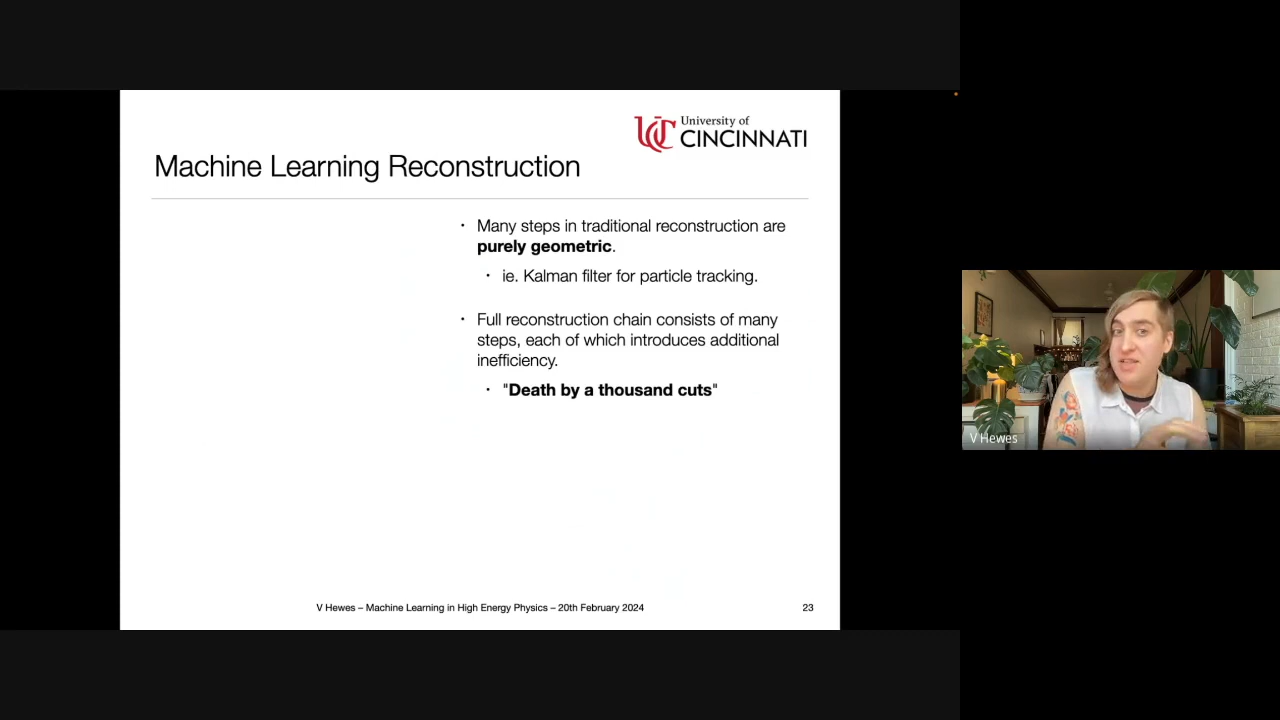 University of
CINCINNATI
Machine Learning Reconstruction
• Many steps in traditional reconstruction are
purely geometric.
• ie. Kalman filter for particle tracking.
• Full reconstruction chain consists of many
steps, each of which introduces additional
inefficiency.
• "Death by a thousand cuts"
V Hewes – Machine Learning in High Energy Physics – 20th February 2024
23
V Hewes